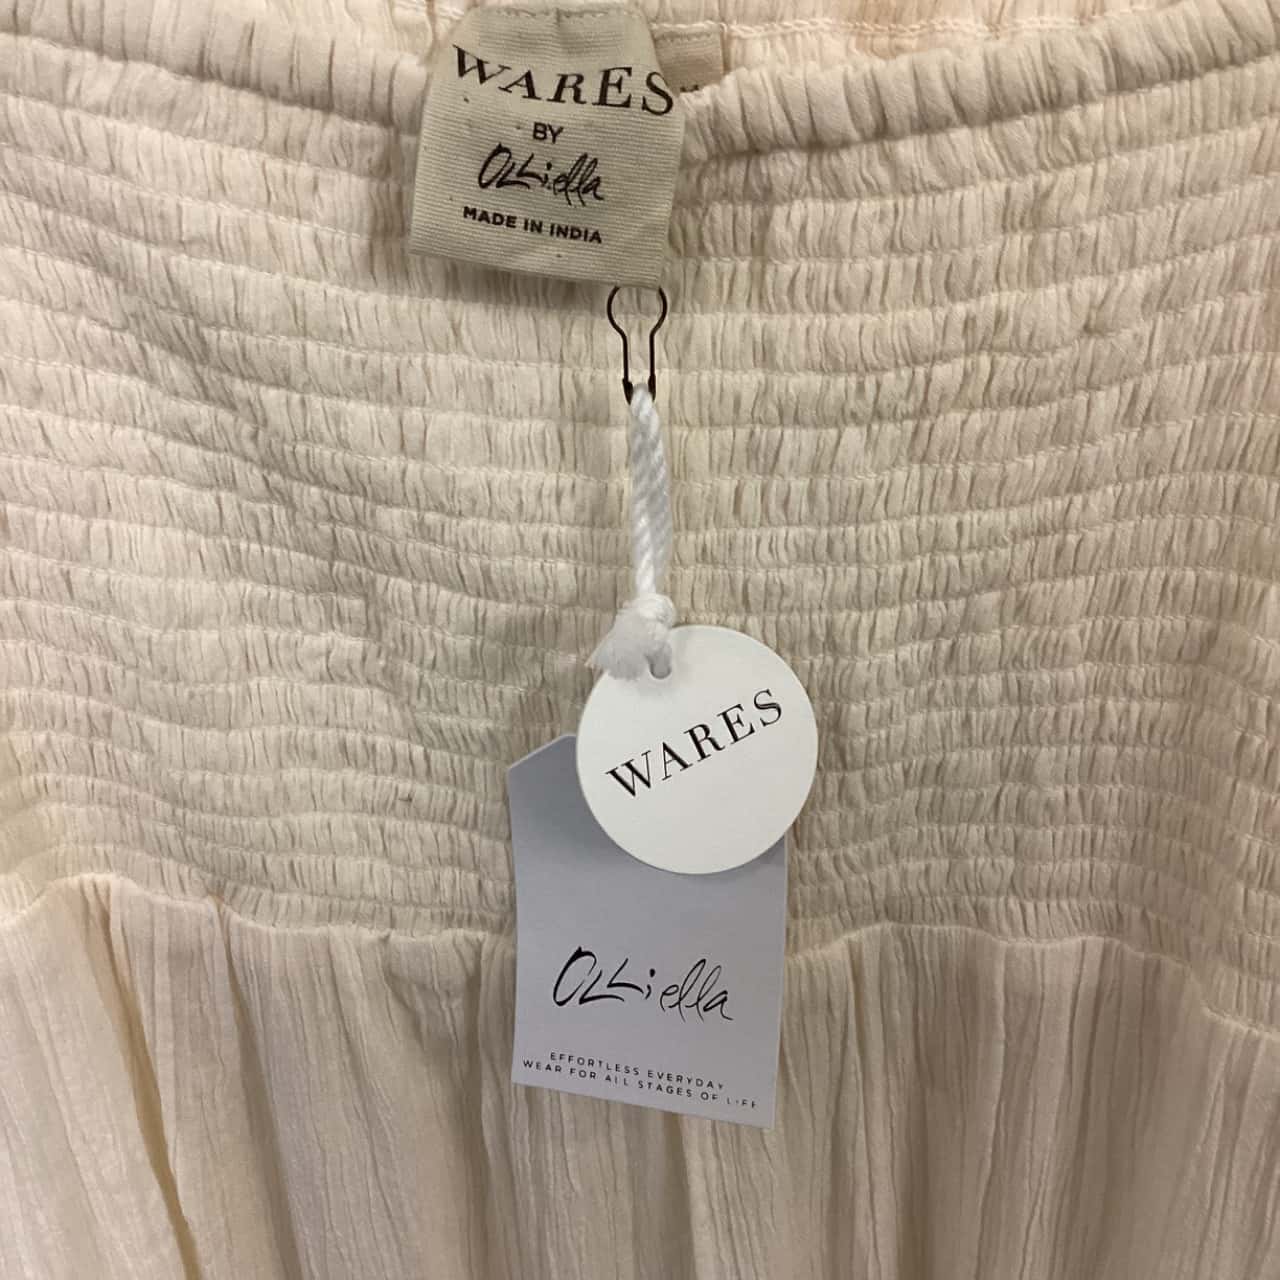 WARES
BY
OLLiella
MADE IN INDIA
WARES
OLLiella
EFFORTLESS EVERYDAY
WEAR FOR ALL STAGES OF LIFE